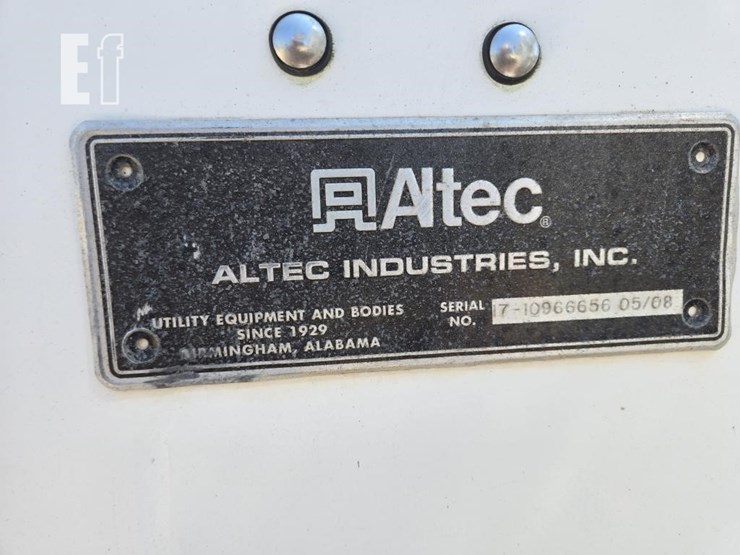 Ef
Altec®
ALTEC INDUSTRIES, INC.
UTILITY EQUIPMENT AND BODIES
SINCE 1929
BIRMINGHAM, ALABAMA
SERIAL NO. 17-10966656 05/08